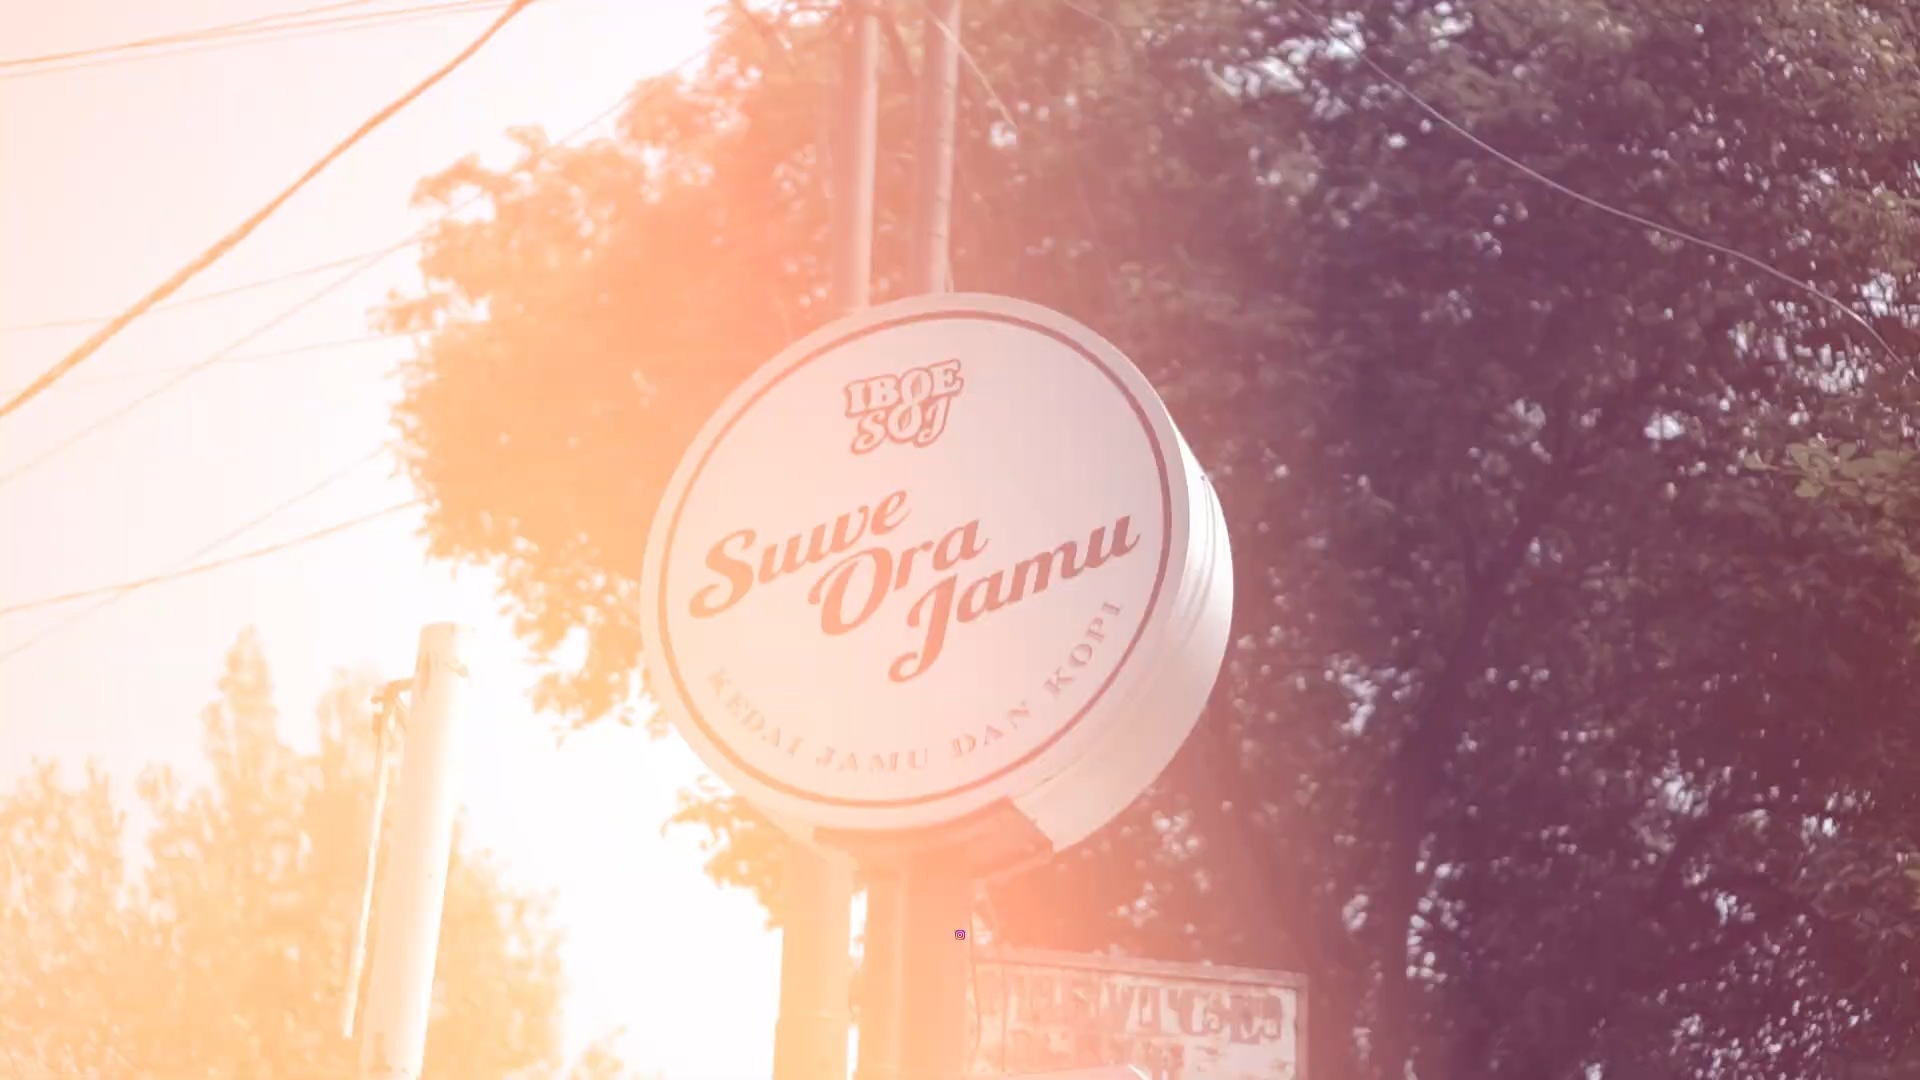 IBOE
SOJ
Suwe
Ora
Jamu
KEDAI JAMU DAN KOPI